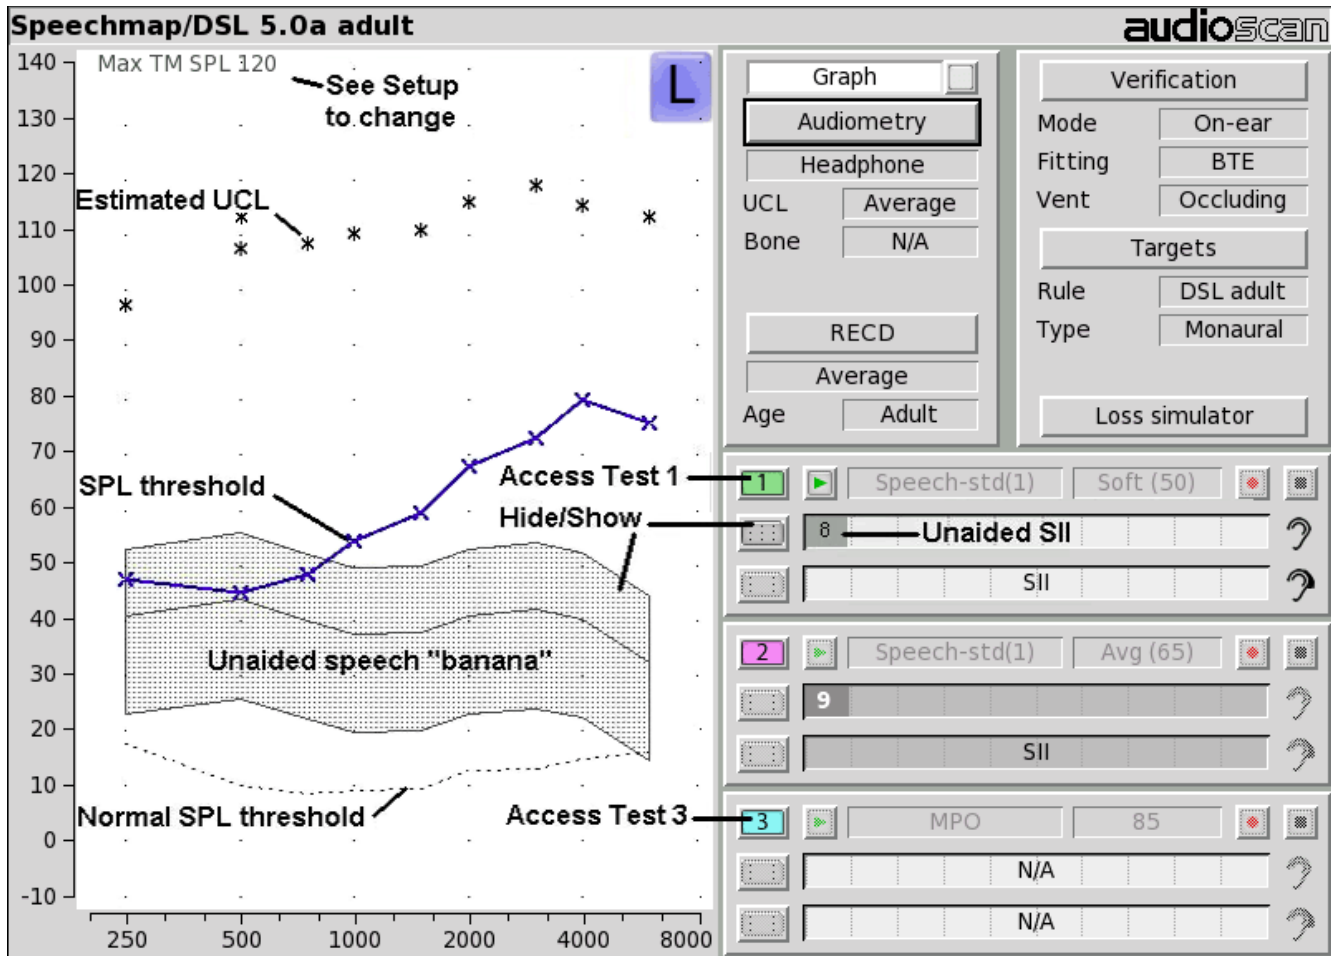 Speechmap/DSL 5.0a adult
audioscan
140
130
120
110
100
90
80
70
60
50
40
30
20
10
0
-10
Max TM SPL 120
See Setup
to change
L
Estimated UCL
SPL threshold
Unaided speech "banana"
Normal SPL threshold
250 500 1000 2000 4000 8000
Graph
Audiometry
Headphone
UCL Average
Bone N/A
RECD
Average
Age Adult
Verification
Mode On-ear
Fitting BTE
Vent Occluding
Targets
Rule DSL adult
Type Monaural
Loss simulator
Access Test 1
1 Speech-std(1) Soft (50)
Hide/Show
8 Unaided SII
SII
2 Speech-std(1) Avg (65)
9
SII
Access Test 3
3 MPO 85
N/A
N/A